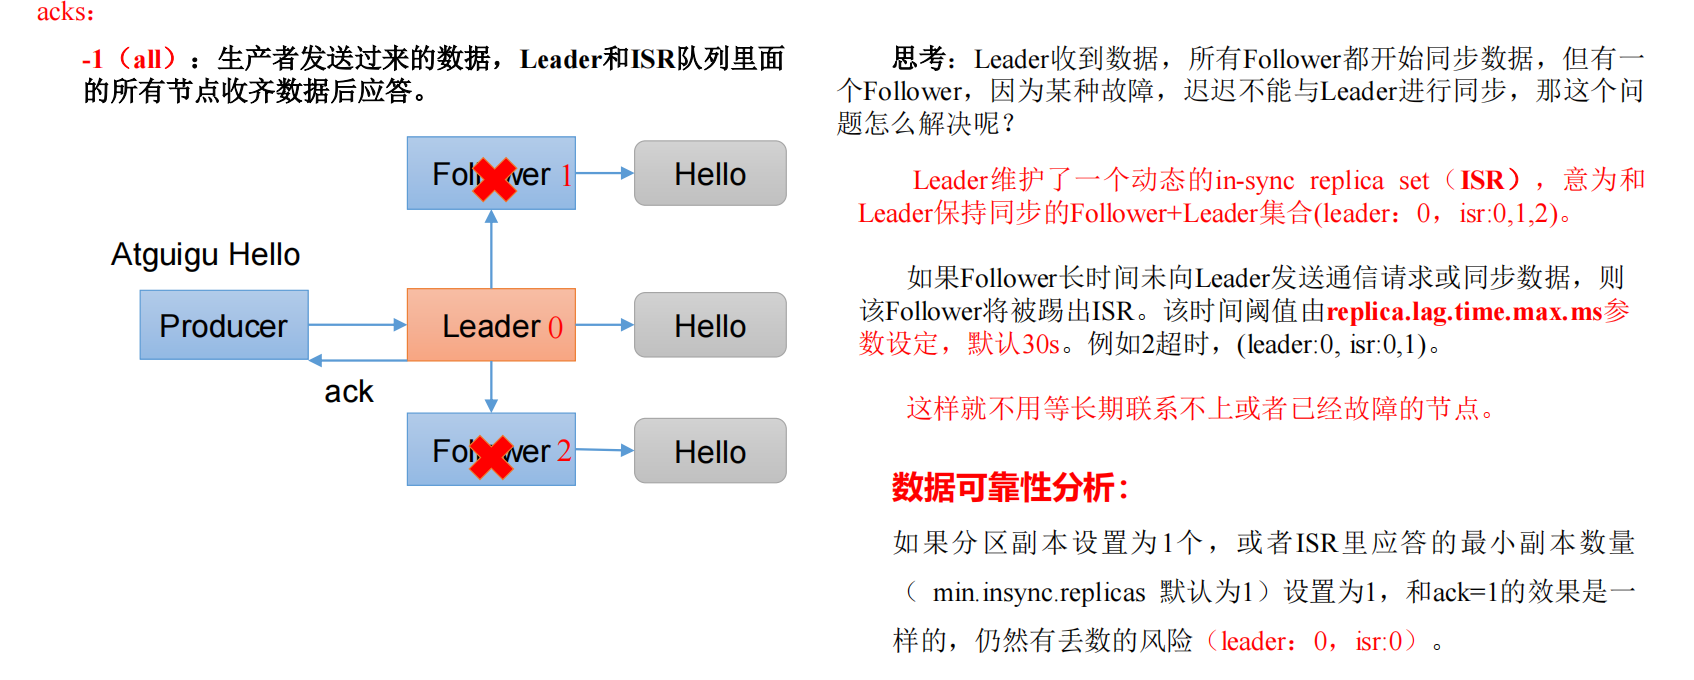 acks：
-1（all）：生产者发送过来的数据，Leader和ISR队列里面
的所有节点收齐数据后应答。
Follower 1
Hello
Atguigu Hello
Producer
Leader 0
Hello
ack
Follower 2
Hello
思考：Leader收到数据，所有Follower都开始同步数据，但有一
个Follower，因为某种故障，迟迟不能与Leader进行同步，那这个问
题怎么解决呢？
Leader维护了一个动态的in-sync replica set（ISR），意为和
Leader保持同步的Follower+Leader集合(leader：0，isr:0,1,2)。
如果Follower长时间未向Leader发送通信请求或同步数据，则
该Follower将被踢出ISR。该时间阈值由replica.lag.time.max.ms参
数设定，默认30s。例如2超时，(leader:0, isr:0,1)。
这样就不用等长期联系不上或者已经故障的节点。
数据可靠性分析：
如果分区副本设置为1个，或者ISR里应答的最小副本数量
（ min.insync.replicas 默认为1）设置为1，和ack=1的效果是一
样的，仍然有丢数的风险（leader：0，isr:0）。